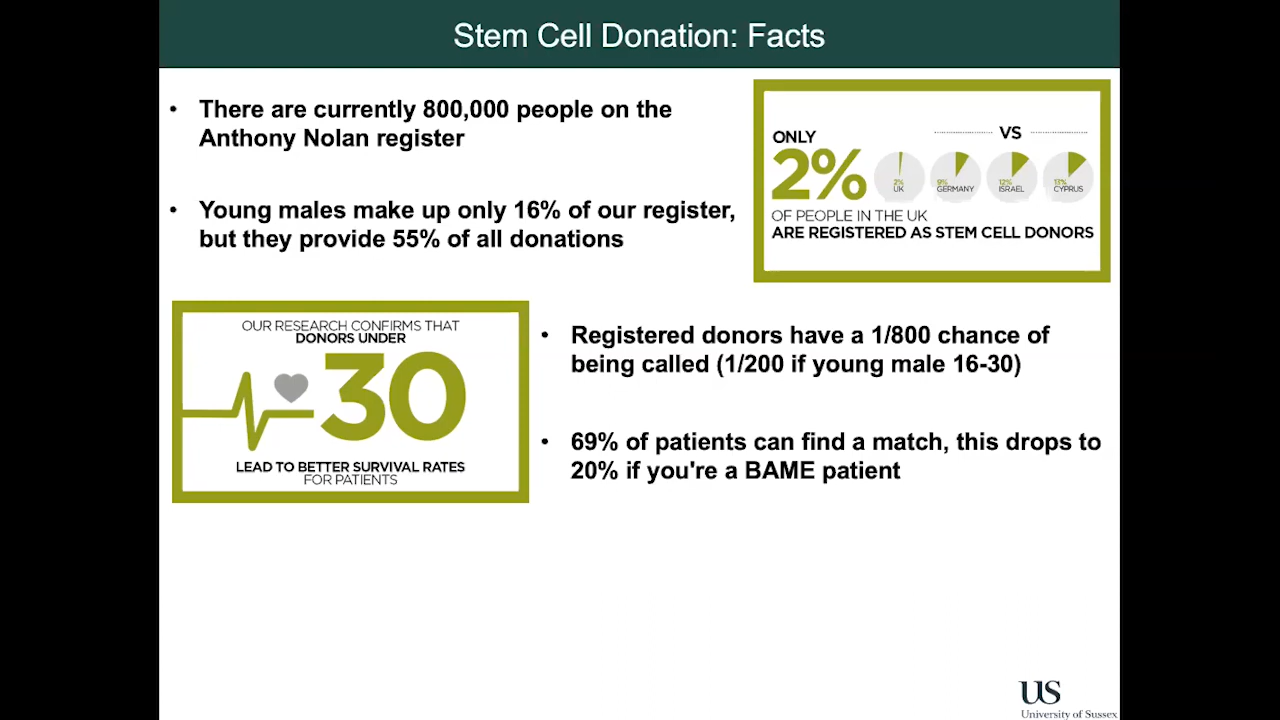 Stem Cell Donation: Facts
• There are currently 800,000 people on the
Anthony Nolan register
• Young males make up only 16% of our register,
but they provide 55% of all donations
ONLY
2%
VS
2%
UK
9%
GERMANY
12%
ISRAEL
13%
CYPRUS
OF PEOPLE IN THE UK
ARE REGISTERED AS STEM CELL DONORS
OUR RESEARCH CONFIRMS THAT
DONORS UNDER
30
LEAD TO BETTER SURVIVAL RATES
FOR PATIENTS
• Registered donors have a 1/800 chance of
being called (1/200 if young male 16-30)
• 69% of patients can find a match, this drops to
20% if you're a BAME patient
US
University of Sussex